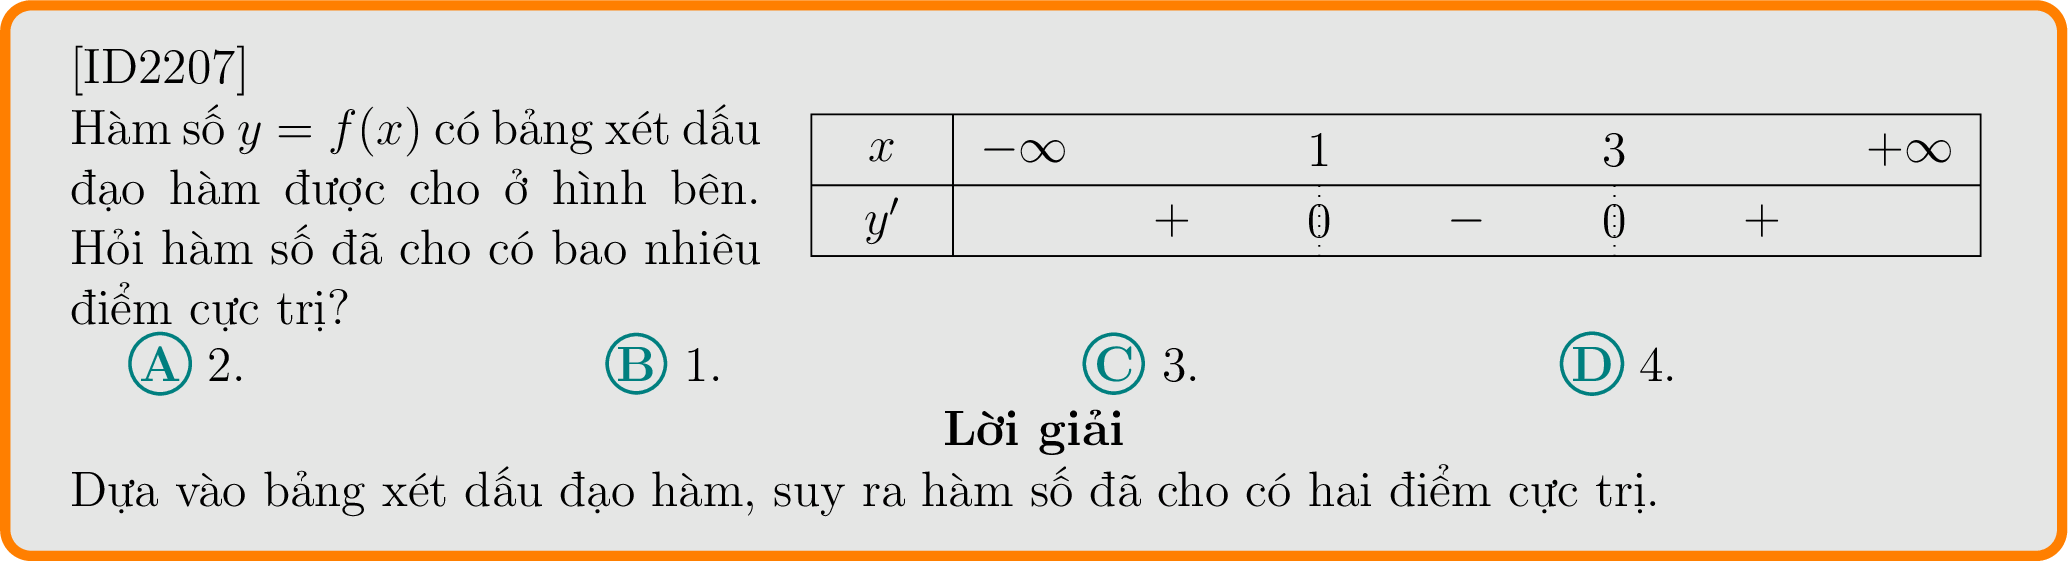 [ID2207]
Hàm số y = f(x) có bảng xét dấu
đạo hàm được cho ở hình bên.
Hỏi hàm số đã cho có bao nhiêu
điểm cực trị?
x −∞ 1 3 +∞
y′ + 0 − 0 +
A 2. B 1. C 3. D 4.
Lời giải
Dựa vào bảng xét dấu đạo hàm, suy ra hàm số đã cho có hai điểm cực trị.